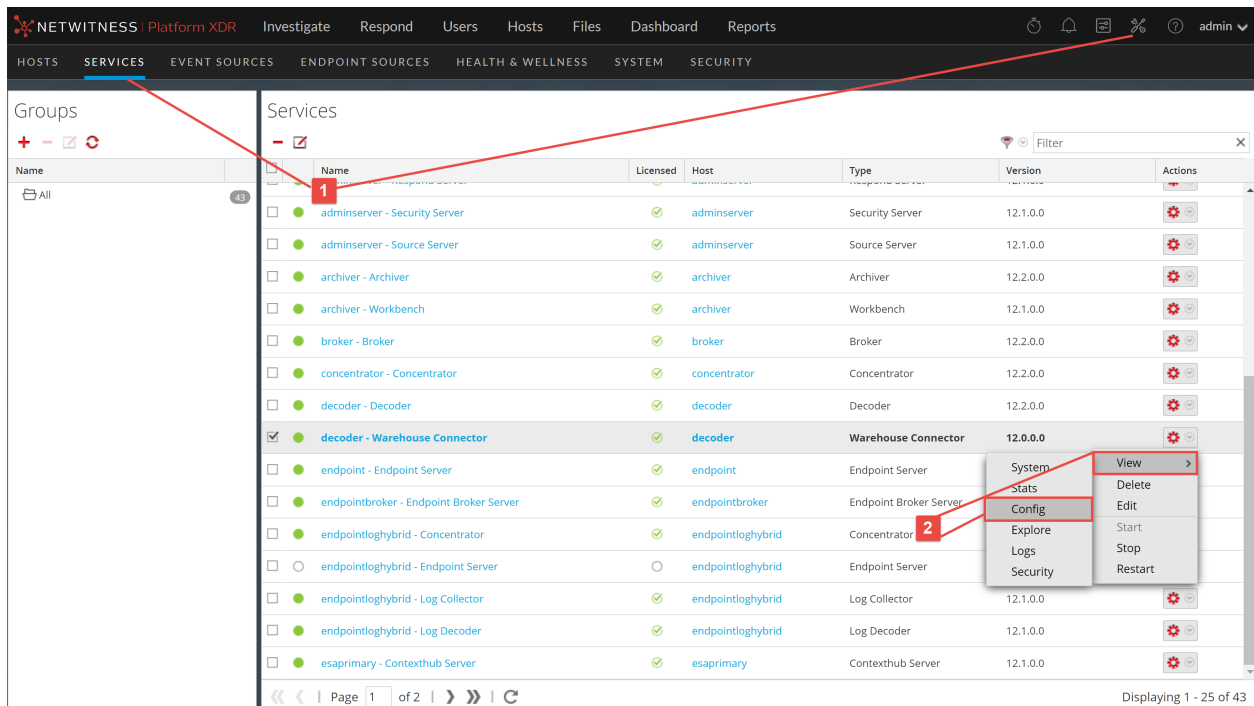 NETWITNESS | Platform XDR Investigate Respond Users Hosts Files Dashboard Reports admin
HOSTS SERVICES EVENT SOURCES ENDPOINT SOURCES HEALTH & WELLNESS SYSTEM SECURITY
Groups
Name
All 43
Services
Filter
Name Licensed Host Type Version Actions
1
adminserver - Security Server adminserver Security Server 12.1.0.0
adminserver - Source Server adminserver Source Server 12.1.0.0
archiver - Archiver archiver Archiver 12.2.0.0
archiver - Workbench archiver Workbench 12.1.0.0
broker - Broker broker Broker 12.2.0.0
concentrator - Concentrator concentrator Concentrator 12.2.0.0
decoder - Decoder decoder Decoder 12.2.0.0
decoder - Warehouse Connector decoder Warehouse Connector 12.0.0.0
endpoint - Endpoint Server endpoint Endpoint Server
endpointbroker - Endpoint Broker Server endpointbroker Endpoint Broker Server
endpointloghybrid - Concentrator endpointloghybrid Concentrator
endpointloghybrid - Endpoint Server endpointloghybrid Endpoint Server
endpointloghybrid - Log Collector endpointloghybrid Log Collector 12.1.0.0
endpointloghybrid - Log Decoder endpointloghybrid Log Decoder 12.1.0.0
esaprimary - Contexthub Server esaprimary Contexthub Server 12.1.0.0
System
Stats
Config
Explore
Logs
Security
View
Delete
Edit
Start
Stop
Restart
2
Page 1 of 2
Displaying 1 - 25 of 43